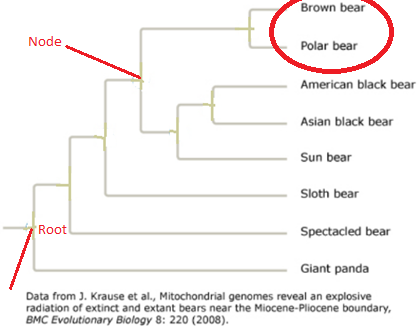 Brown bear
Node
Polar bear
American black bear
Asian black bear
Sun bear
Sloth bear
Root
Spectacled bear
Giant panda
Data from J. Krause et al., Mitochondrial genomes reveal an explosive
radiation of extinct and extant bears near the Miocene-Pliocene boundary,
BMC Evolutionary Biology 8: 220 (2008).